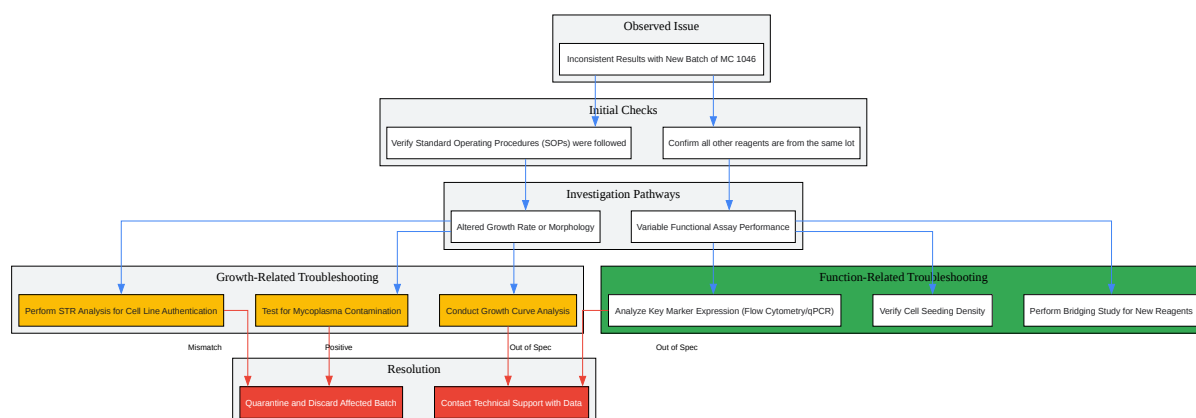 Observed Issue
Inconsistent Results with New Batch of MC 1046
Initial Checks
Verify Standard Operating Procedures (SOPs) were followed
Confirm all other reagents are from the same lot
Investigation Pathways
Altered Growth Rate or Morphology
Variable Functional Assay Performance
Growth-Related Troubleshooting
Function-Related Troubleshooting
Perform STR Analysis for Cell Line Authentication
Test for Mycoplasma Contamination
Conduct Growth Curve Analysis
Analyze Key Marker Expression (Flow Cytometry/qPCR)
Verify Cell Seeding Density
Perform Bridging Study for New Reagents
Mismatch
Positive
Out of Spec
Out of Spec
Resolution
Quarantine and Discard Affected Batch
Contact Technical Support with Data